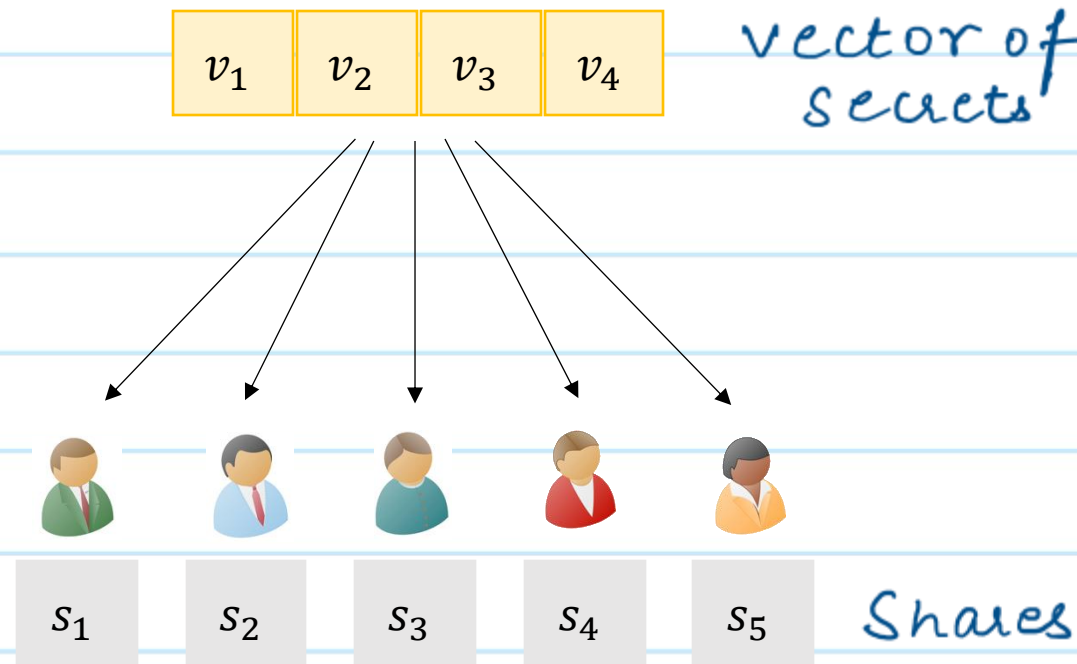 v₁ v₂ v₃ v₄
vector of
secrets
s₁ s₂ s₃ s₄ s₅ Shares